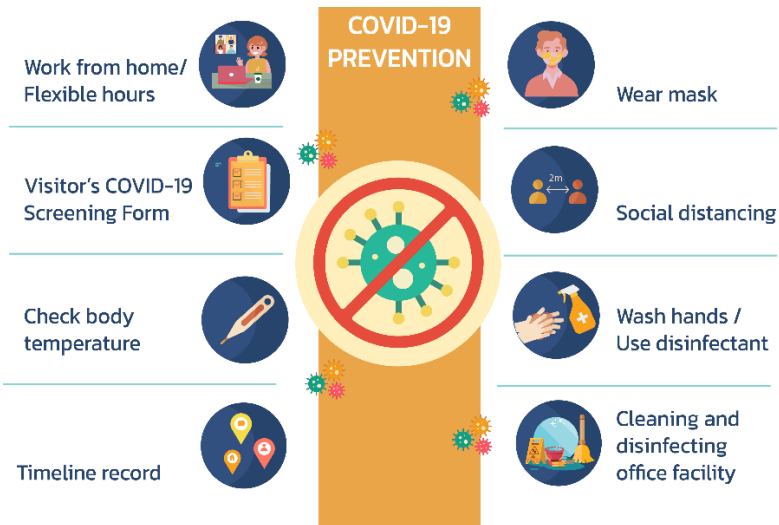 COVID-19
PREVENTION
Work from home/
Flexible hours
Visitor's COVID-19
Screening Form
Check body
temperature
Timeline record
Wear mask
2m
Social distancing
Wash hands /
Use disinfectant
Cleaning and
disinfecting
office facility